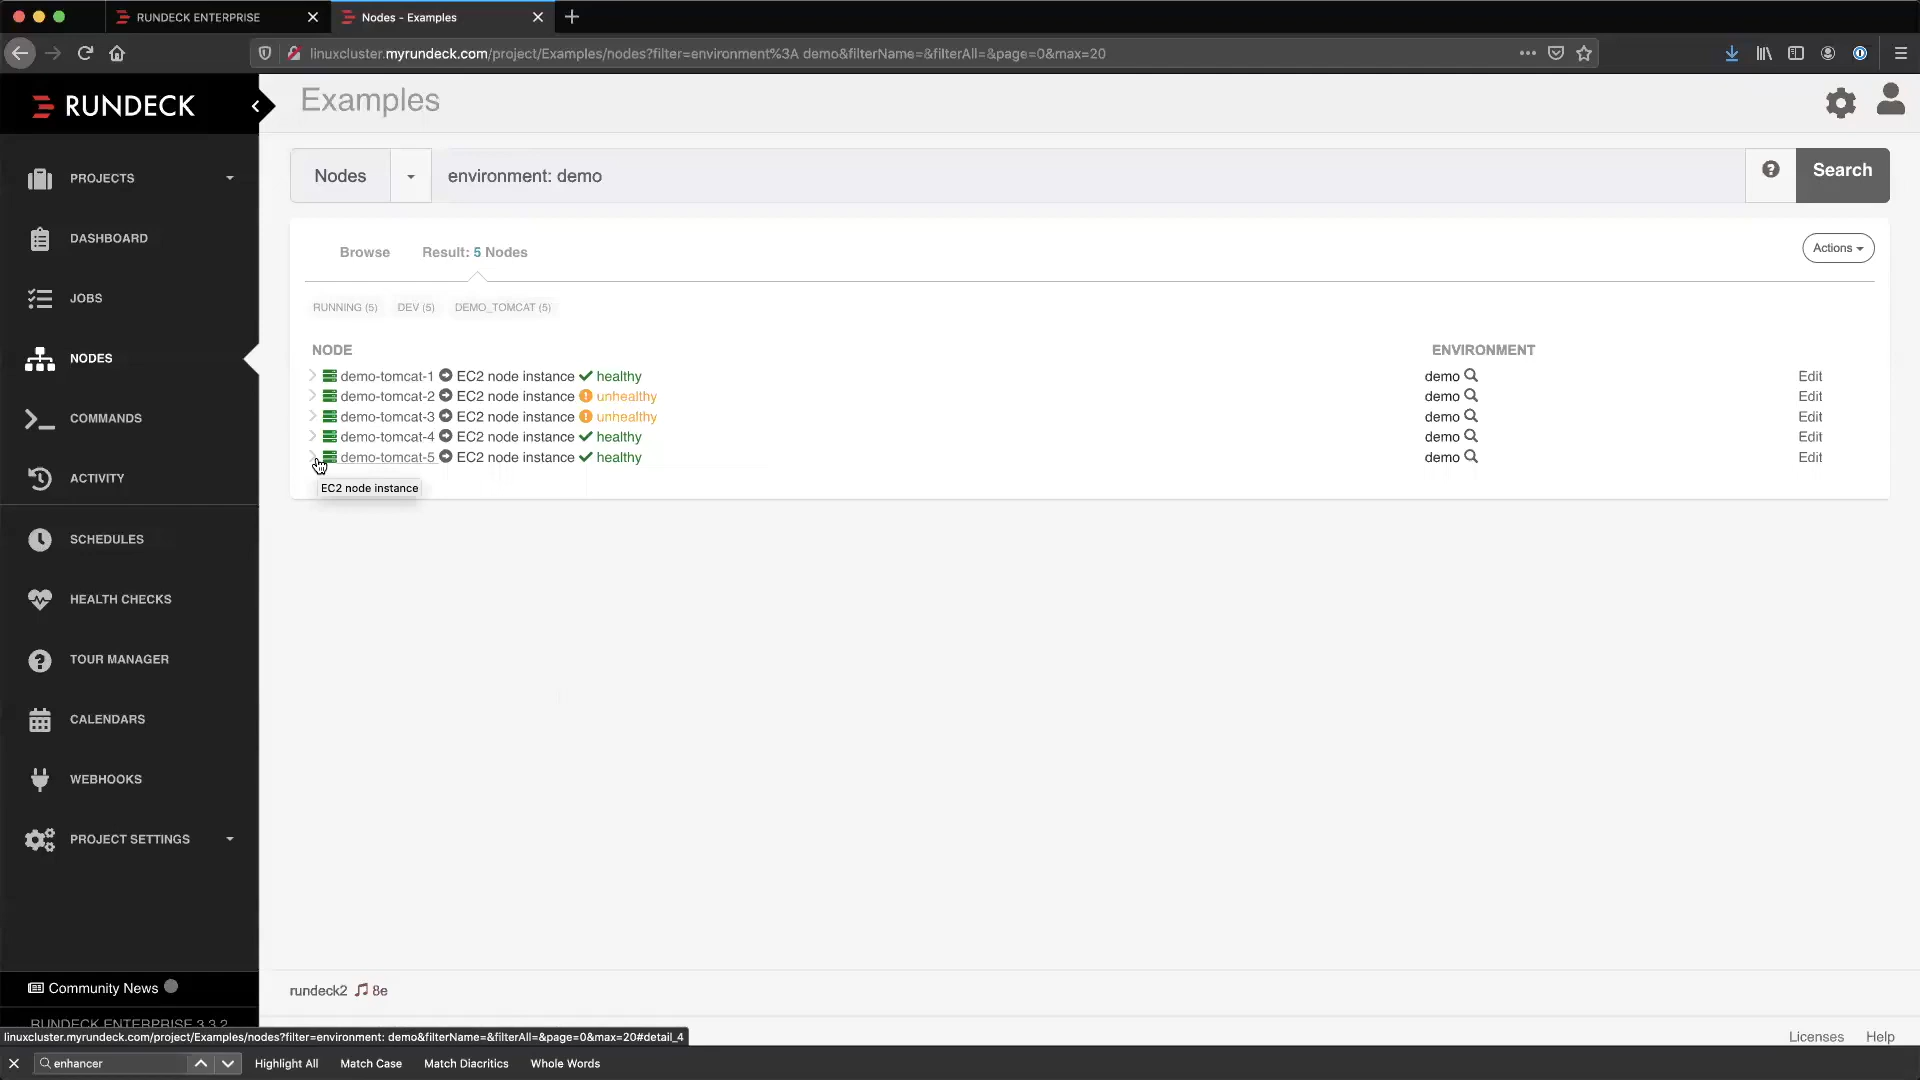 RUNDECK ENTERPRISE
Nodes - Examples
linuxcluster.myrundeck.com/project/Examples/nodes?filter=environment%3A demo&filterName=&filterAll=&page=0&max=20
RUNDECK
Examples
PROJECTS
DASHBOARD
JOBS
NODES
COMMANDS
ACTIVITY
SCHEDULES
HEALTH CHECKS
TOUR MANAGER
CALENDARS
WEBHOOKS
PROJECT SETTINGS
Community News
RUNDECK ENTERPRISE 3.3.2
Nodes
environment: demo
Search
Browse
Result: 5 Nodes
Actions
RUNNING (5) DEV (5) DEMO_TOMCAT (5)
NODE ENVIRONMENT
demo-tomcat-1 EC2 node instance healthy demo Edit
demo-tomcat-2 EC2 node instance unhealthy demo Edit
demo-tomcat-3 EC2 node instance unhealthy demo Edit
demo-tomcat-4 EC2 node instance healthy demo Edit
demo-tomcat-5 EC2 node instance healthy demo Edit
EC2 node instance
rundeck2 8e
Licenses Help
linuxcluster.myrundeck.com/project/Examples/nodes?filter=environment: demo&filterName=&filterAll=&page=0&max=20#detail_4
enhancer
Highlight All Match Case Match Diacritics Whole Words